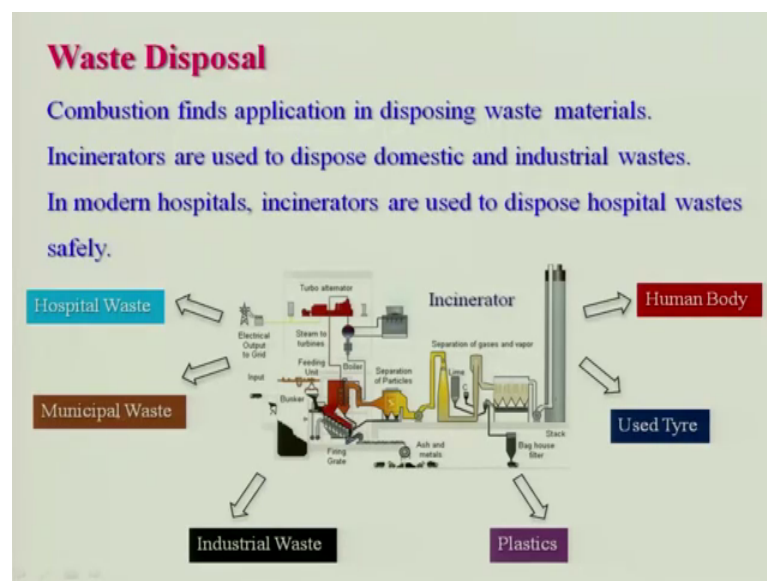 Waste Disposal
Combustion finds application in disposing waste materials.
Incinerators are used to dispose domestic and industrial wastes.
In modern hospitals, incinerators are used to dispose hospital wastes
safely.
Hospital Waste
Municipal Waste
Industrial Waste
Turbo alternator
Electrical
Output
to Grid
Steam to
turbines
Boiler
Feeding
Unit
Input
Bunker
Firing
Grate
Separation
of Particles
Ash and
metals
Incinerator
Separation of gases and vapor
Lime
C
Bag house
filter
Stack
Human Body
Used Tyre
Plastics